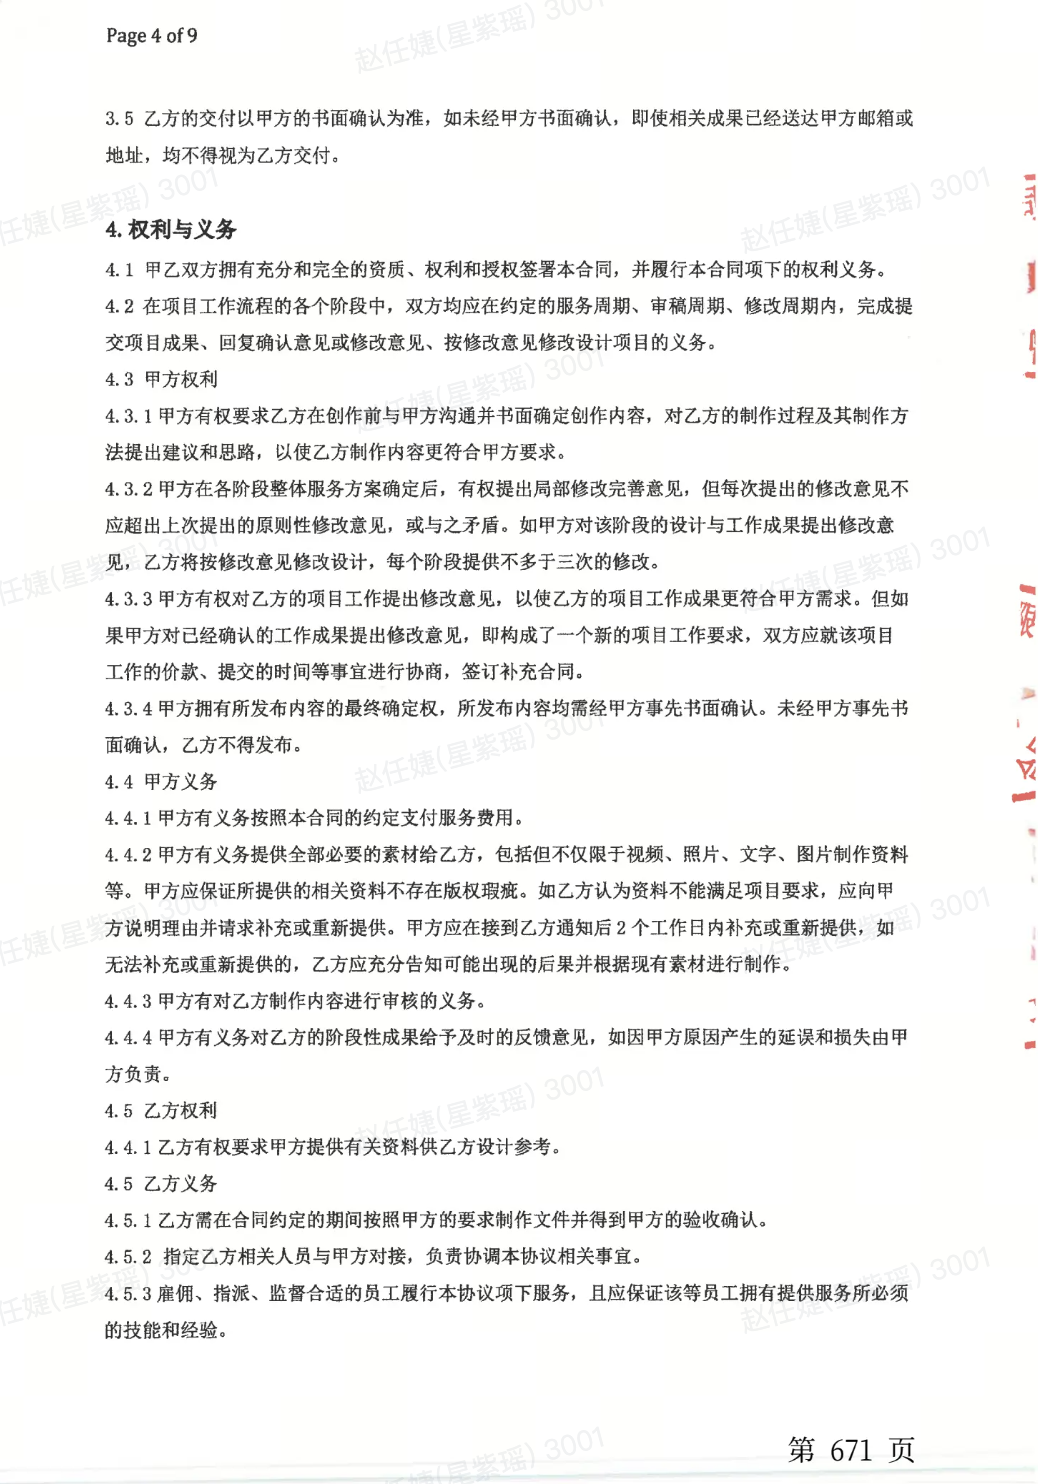 Page 4 of 9
3.5 乙方的交付以甲方的书面确认为准，如未经甲方书面确认，即使相关成果已经送达甲方邮箱或
地址，均不得视为乙方交付。
4. 权利与义务
4.1 甲乙双方拥有充分和完全的资质、权利和授权签署本合同，并履行本合同项下的权利义务。
4.2 在项目工作流程的各个阶段中，双方均应在约定的服务周期、审稿周期、修改周期内，完成提
交项目成果、回复确认意见或修改意见、按修改意见修改设计项目的义务。
4.3 甲方权利
4.3.1 甲方有权要求乙方在创作前与甲方沟通并书面确定创作内容，对乙方的制作过程及其制作方
法提出建议和思路，以使乙方制作内容更符合甲方要求。
4.3.2 甲方在各阶段整体服务方案确定后，有权提出局部修改完善意见，但每次提出的修改意见不
应超出上次提出的原则性修改意见，或与之矛盾。如甲方对该阶段的设计与工作成果提出修改意
见，乙方将按修改意见修改设计，每个阶段提供不多于三次的修改。
4.3.3 甲方有权对乙方的项目工作提出修改意见，以使乙方的项目工作成果更符合甲方需求。但如
果甲方对已经确认的工作成果提出修改意见，即构成了一个新的项目工作要求，双方应就该项目
工作的价款、提交的时间等事宜进行协商，签订补充合同。
4.3.4 甲方拥有所发布内容的最终确定权，所发布内容均需经甲方事先书面确认。未经甲方事先书
面确认，乙方不得发布。
4.4 甲方义务
4.4.1 甲方有义务按照本合同的约定支付服务费用。
4.4.2 甲方有义务提供全部必要的素材给乙方，包括但不仅限于视频、照片、文字、图片制作资料
等。甲方应保证所提供的相关资料不存在版权瑕疵。如乙方认为资料不能满足项目要求，应向甲
方说明理由并请求补充或重新提供。甲方应在接到乙方通知后 2 个工作日内补充或重新提供，如
无法补充或重新提供的，乙方应充分告知可能出现的后果并根据现有素材进行制作。
4.4.3 甲方有对乙方制作内容进行审核的义务。
4.4.4 甲方有义务对乙方的阶段性成果给予及时的反馈意见，如因甲方原因产生的延误和损失由甲
方负责。
4.5 乙方权利
4.4.1 乙方有权要求甲方提供有关资料供乙方设计参考。
4.5 乙方义务
4.5.1 乙方需在合同约定的期间按照甲方的要求制作文件并得到甲方的验收确认。
4.5.2 指定乙方相关人员与甲方对接，负责协调本协议相关事宜。
4.5.3 雇佣、指派、监督合适的员工履行本协议项下服务，且应保证该等员工拥有提供服务所必须
的技能和经验。
第 671 页
赵任婕(星紫瑶) 3001